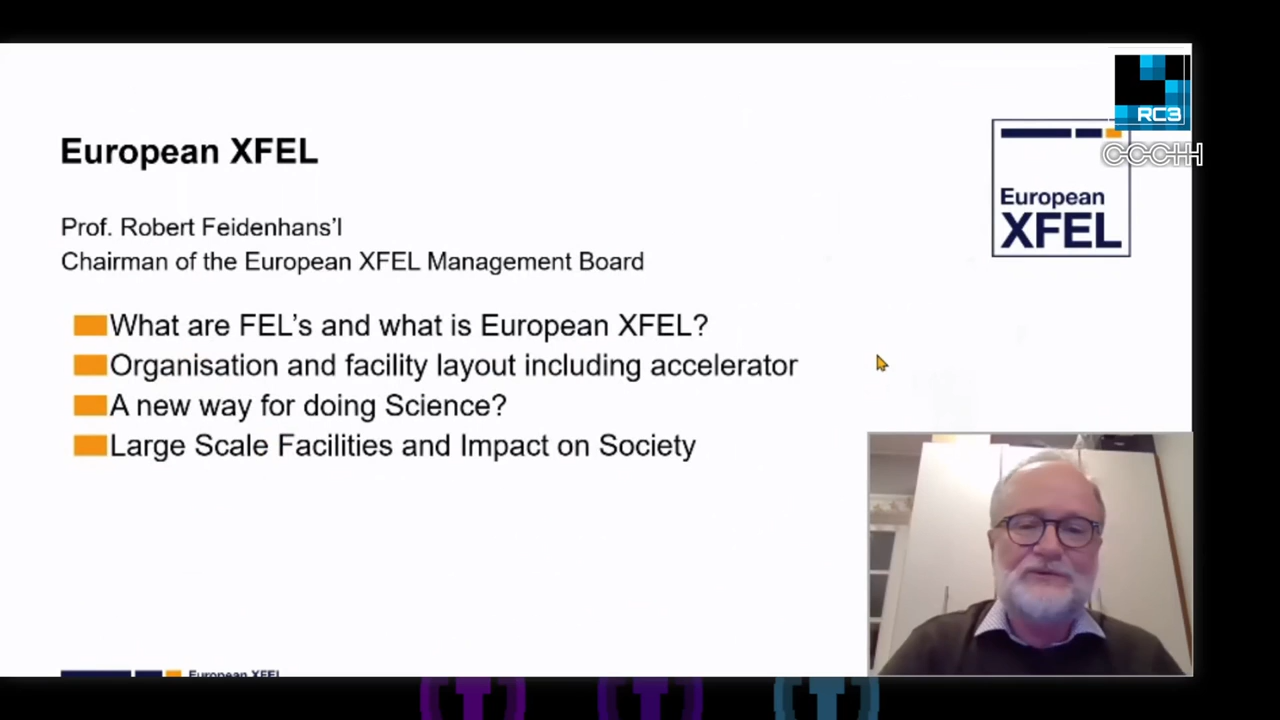 European XFEL
Prof. Robert Feidenhans’l
Chairman of the European XFEL Management Board
What are FEL’s and what is European XFEL?
Organisation and facility layout including accelerator
A new way for doing Science?
Large Scale Facilities and Impact on Society
RC3
CCCHH
European
XFEL
European XFEL